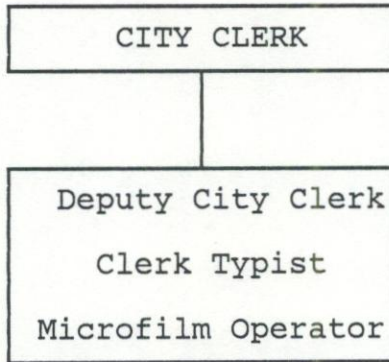 CITY CLERK
Deputy City Clerk
Clerk Typist
Microfilm Operator